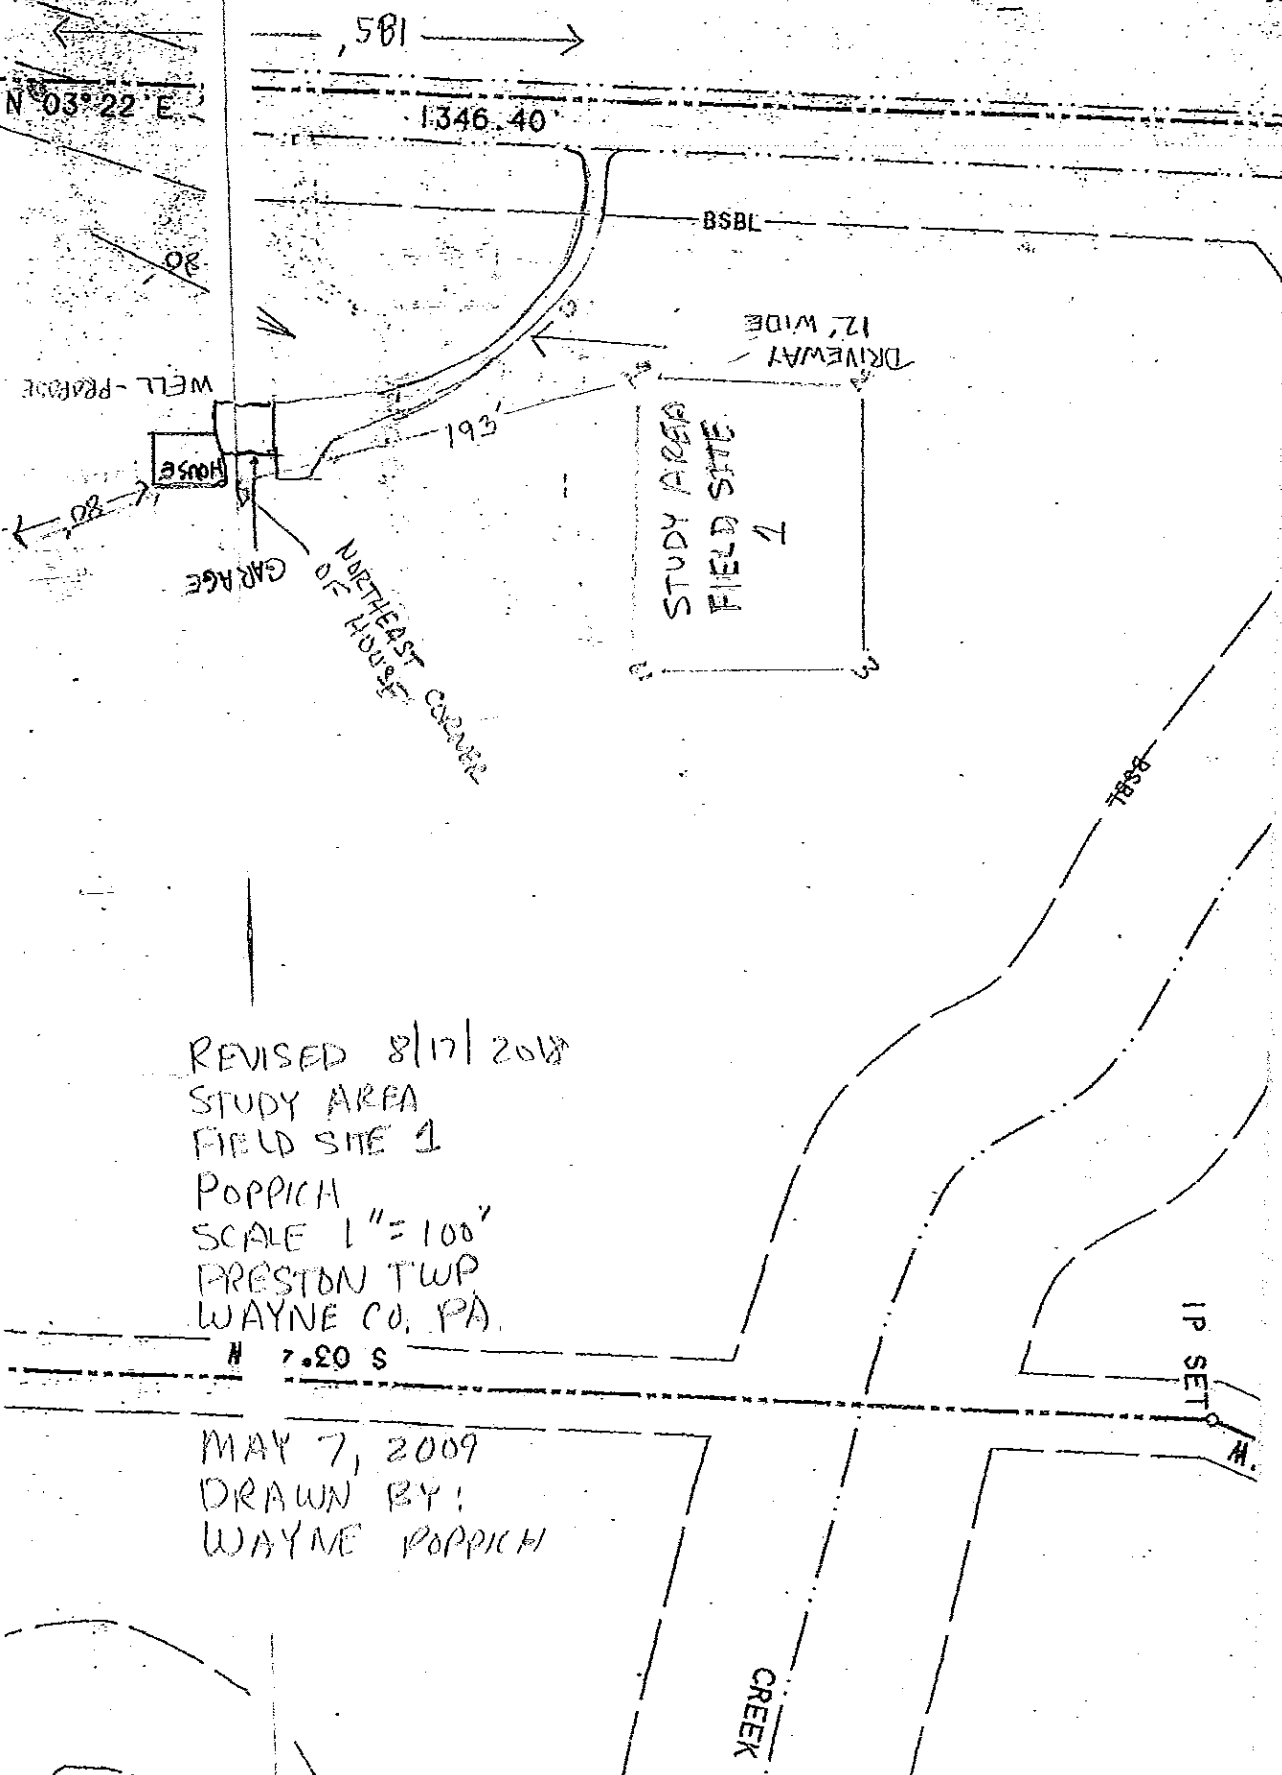 185'
N 03° 22' E
1346.40'
BSBL
80'
DRIVEWAY
12' WIDE
WELL - PROPOSE
193'
HOUSE
80'
GARAGE
NORTHEAST CORNER
OF HOUSE
STUDY AREA
FIELD SITE
1
3
BSBL
REVISED 8/17/2018
STUDY AREA
FIELD SITE 1
POPPICH
SCALE 1"=100'
PRESTON TWP
WAYNE CO. PA.
S 03°
IP SET
MAY 7, 2009
DRAWN BY:
WAYNE POPPICH
CREEK